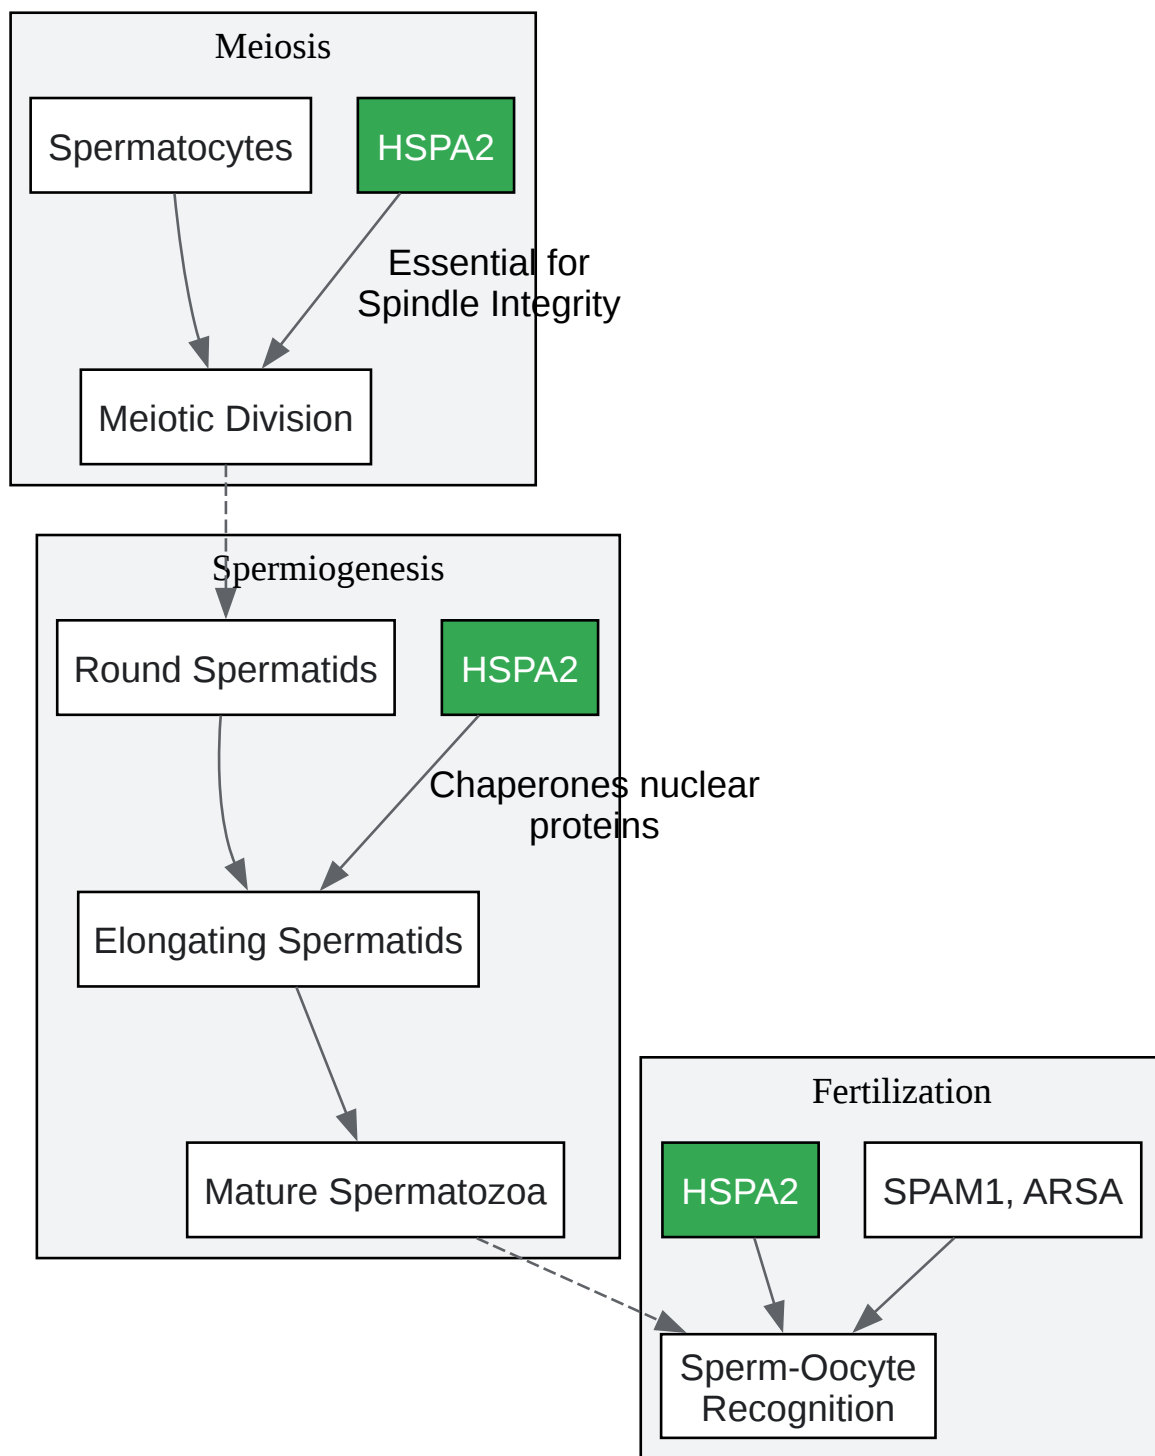 Meiosis
Spermatocytes
HSPA2
Essential for
Spindle Integrity
Meiotic Division
Spermiogenesis
Round Spermatids
HSPA2
Chaperones nuclear
proteins
Elongating Spermatids
Mature Spermatozoa
Fertilization
HSPA2
SPAM1, ARSA
Sperm-Oocyte
Recognition